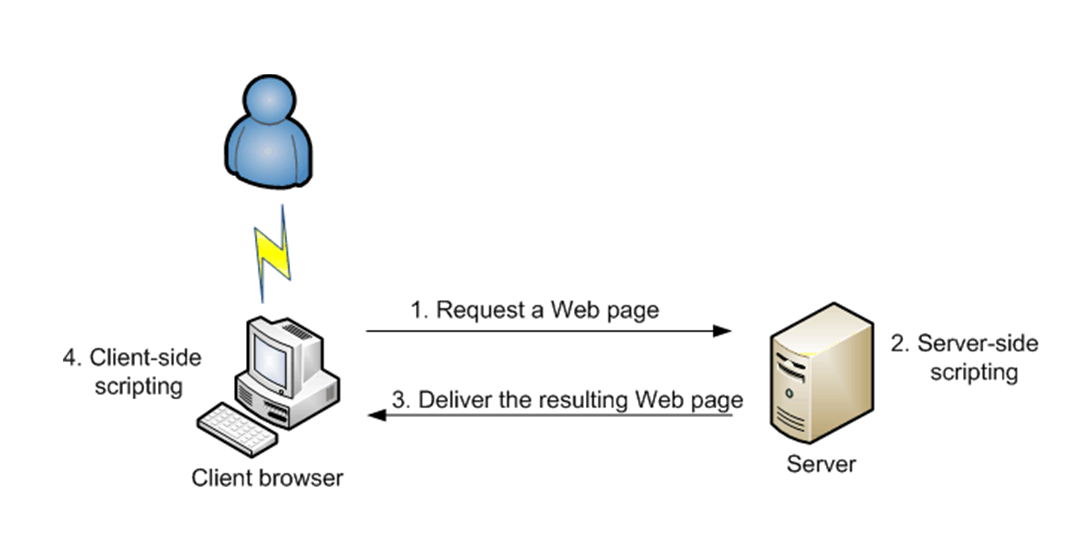 1. Request a Web page
4. Client-side
scripting
2. Server-side
scripting
3. Deliver the resulting Web page
Client browser
Server